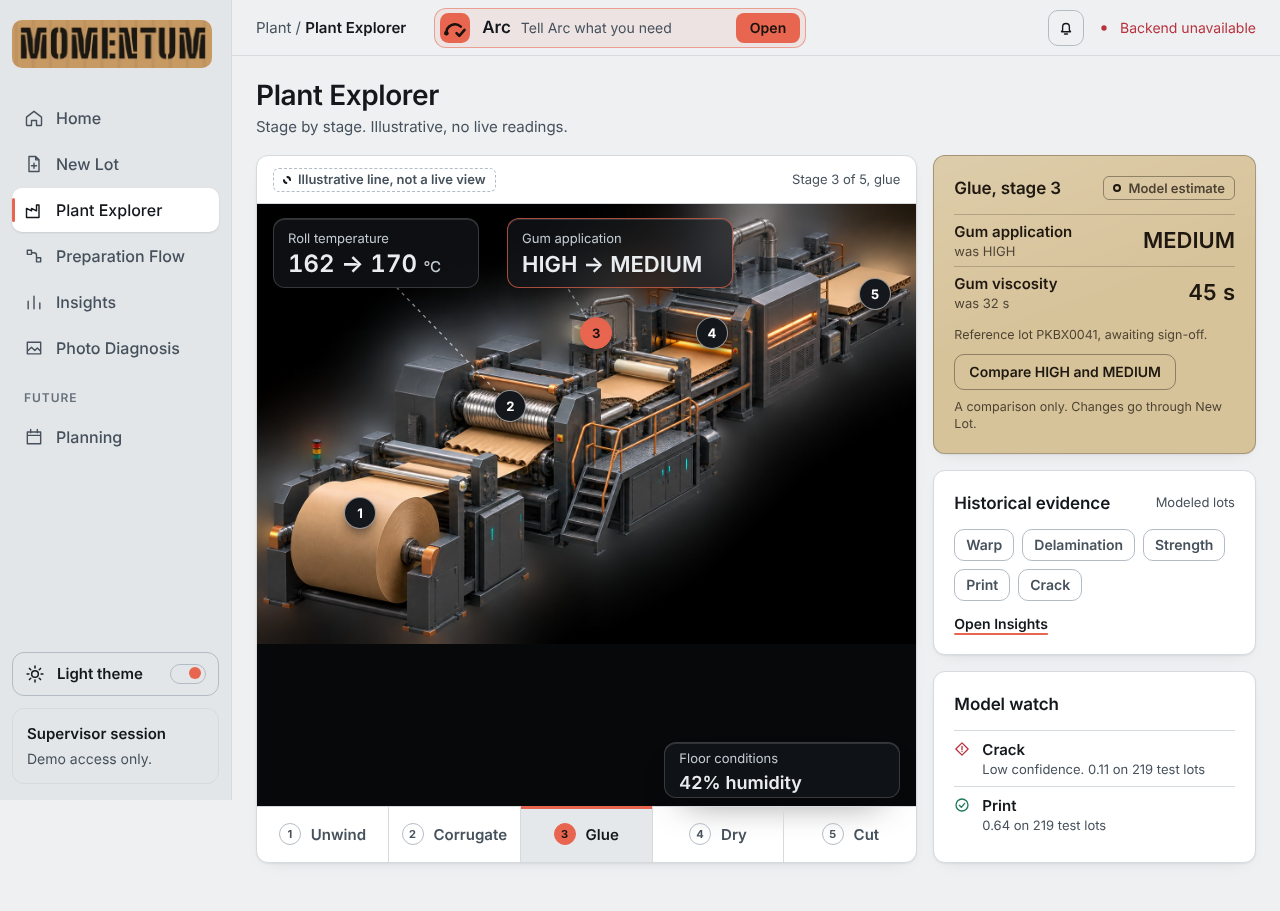 MOMENTUM
Plant / Plant Explorer
Arc Tell Arc what you need
Open
Backend unavailable
Home
New Lot
Plant Explorer
Preparation Flow
Insights
Photo Diagnosis
FUTURE
Planning
Light theme
Supervisor session
Demo access only.
Plant Explorer
Stage by stage. Illustrative, no live readings.
Illustrative line, not a live view
Stage 3 of 5, glue
Roll temperature
162 → 170 °C
Gum application
HIGH → MEDIUM
5
3
4
2
1
Floor conditions
42% humidity
1 Unwind
2 Corrugate
3 Glue
4 Dry
5 Cut
Glue, stage 3
Model estimate
Gum application
was HIGH
MEDIUM
Gum viscosity
was 32 s
45 s
Reference lot PKBX0041, awaiting sign-off.
Compare HIGH and MEDIUM
A comparison only. Changes go through New
Lot.
Historical evidence
Modeled lots
Warp
Delamination
Strength
Print
Crack
Open Insights
Model watch
Crack
Low confidence. 0.11 on 219 test lots
Print
0.64 on 219 test lots